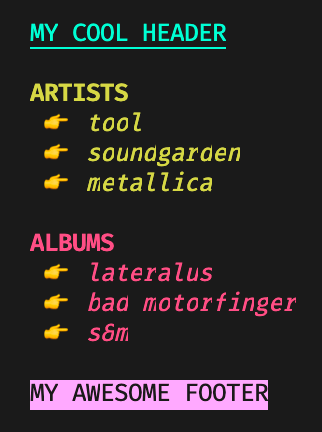 MY COOL HEADER
ARTISTS
👉 tool
👉 soundgarden
👉 metallica
ALBUMS
👉 lateralus
👉 bad motorfinger
👉 s&m
MY AWESOME FOOTER